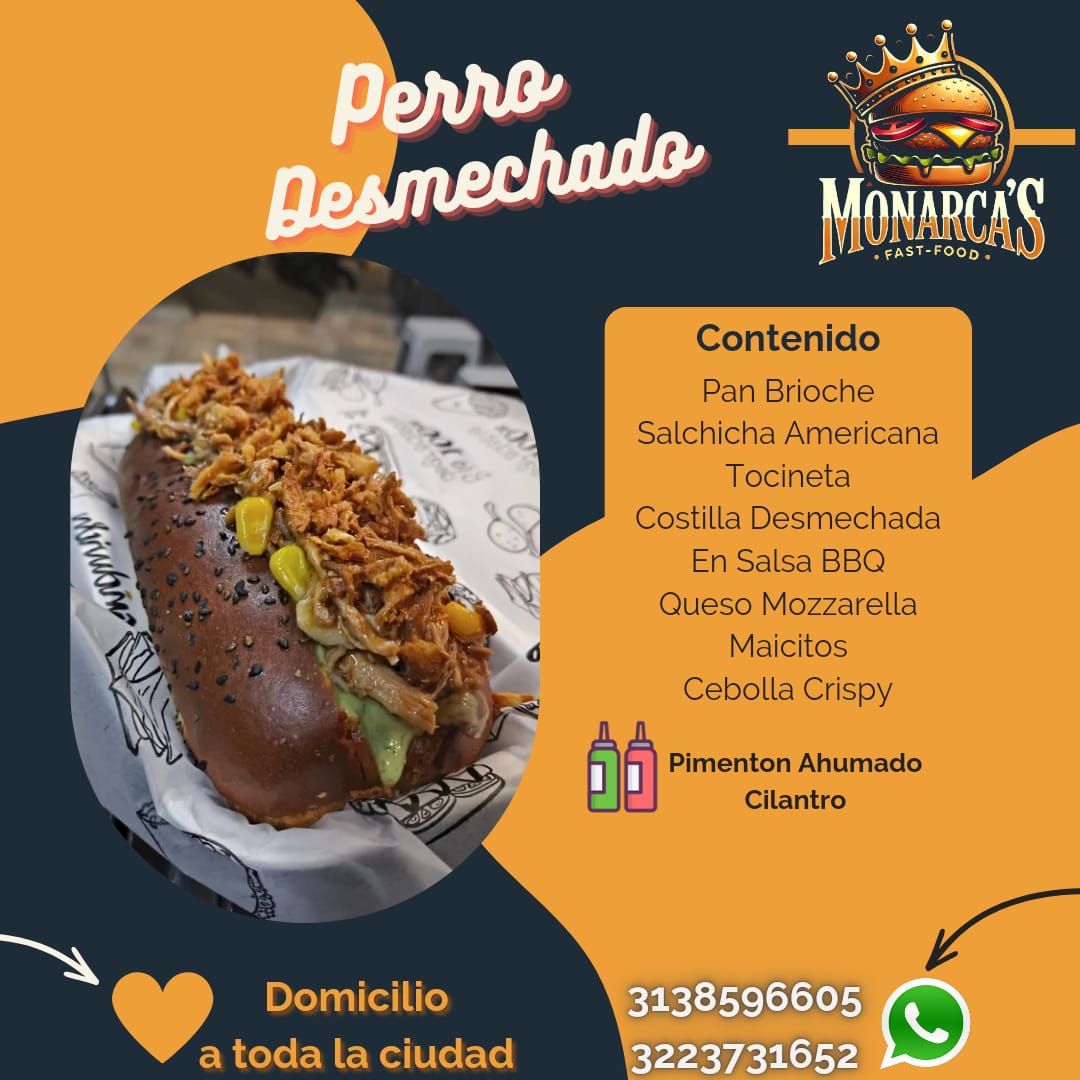 Perro
Desmechado
MONARCA'S
• FAST-FOOD •
Contenido
Pan Brioche
Salchicha Americana
Tocineta
Costilla Desmechada
En Salsa BBQ
Queso Mozzarella
Maicitos
Cebolla Crispy
Pimenton Ahumado
Cilantro
Domicilio
a toda la ciudad
3138596605
3223731652